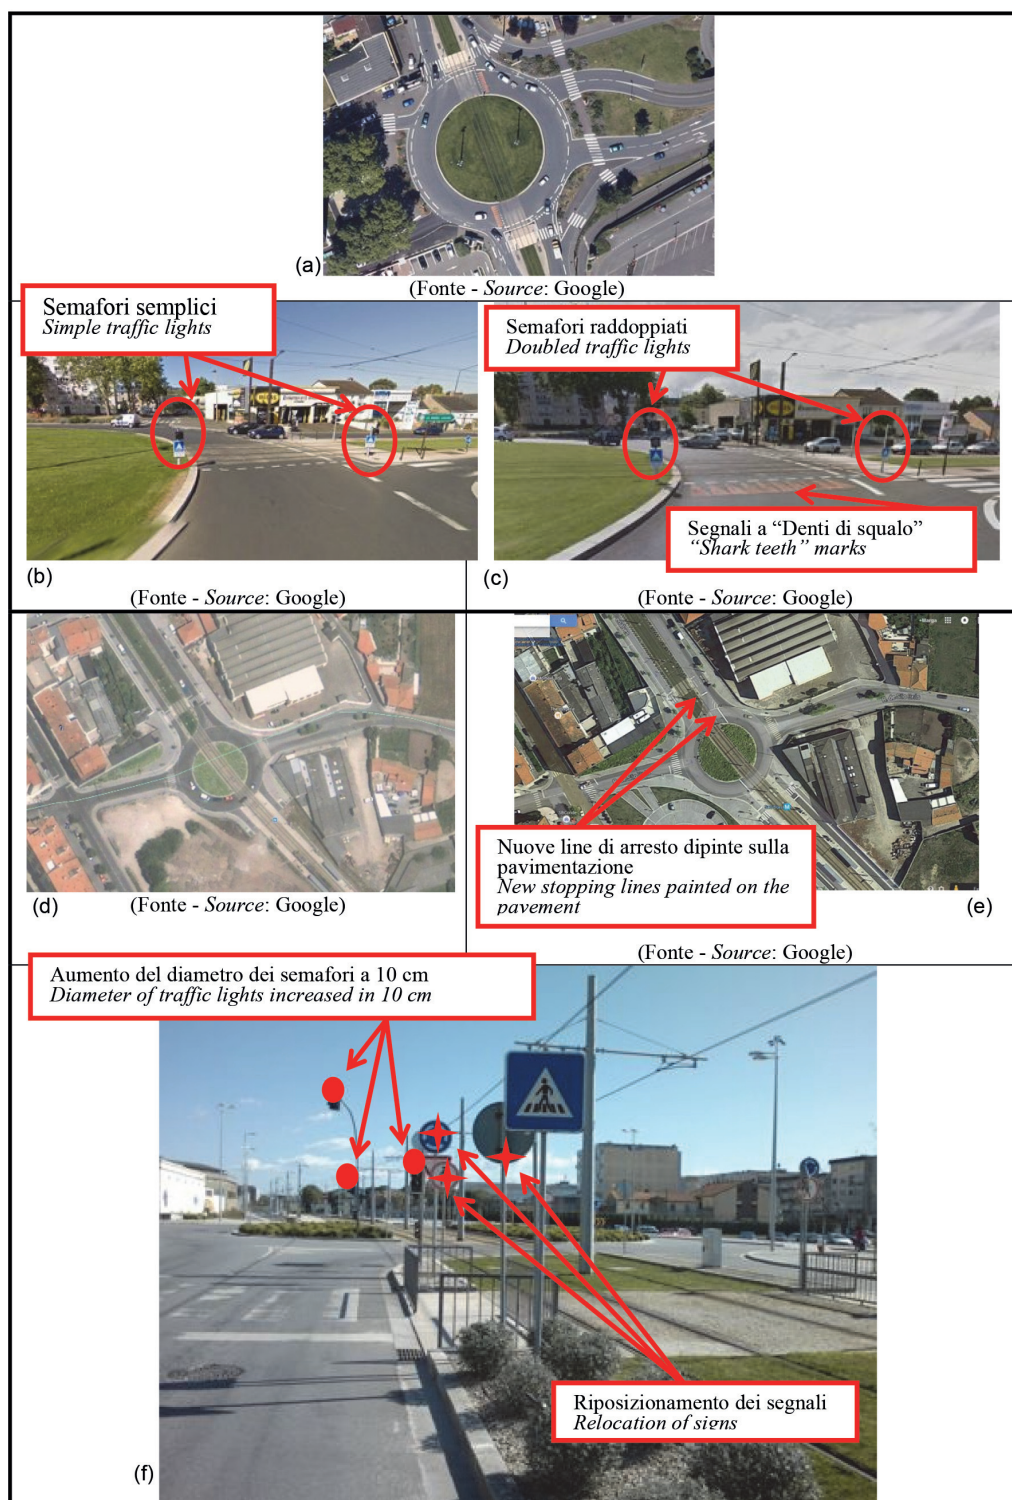 (a)
(Fonte - Source: Google)
Semafori semplici
Simple traffic lights
Semafori raddoppiati
Doubled traffic lights
Segnali a “Denti di squalo”
“Shark teeth” marks
(b)
(Fonte - Source: Google)
(c)
(Fonte - Source: Google)
Nuove line di arresto dipinte sulla
pavimentazione
New stopping lines painted on the
pavement
(d)
(Fonte - Source: Google)
(e)
(Fonte - Source: Google)
Aumento del diametro dei semafori a 10 cm
Diameter of traffic lights increased in 10 cm
Riposizionamento dei segnali
Relocation of signs
(f)